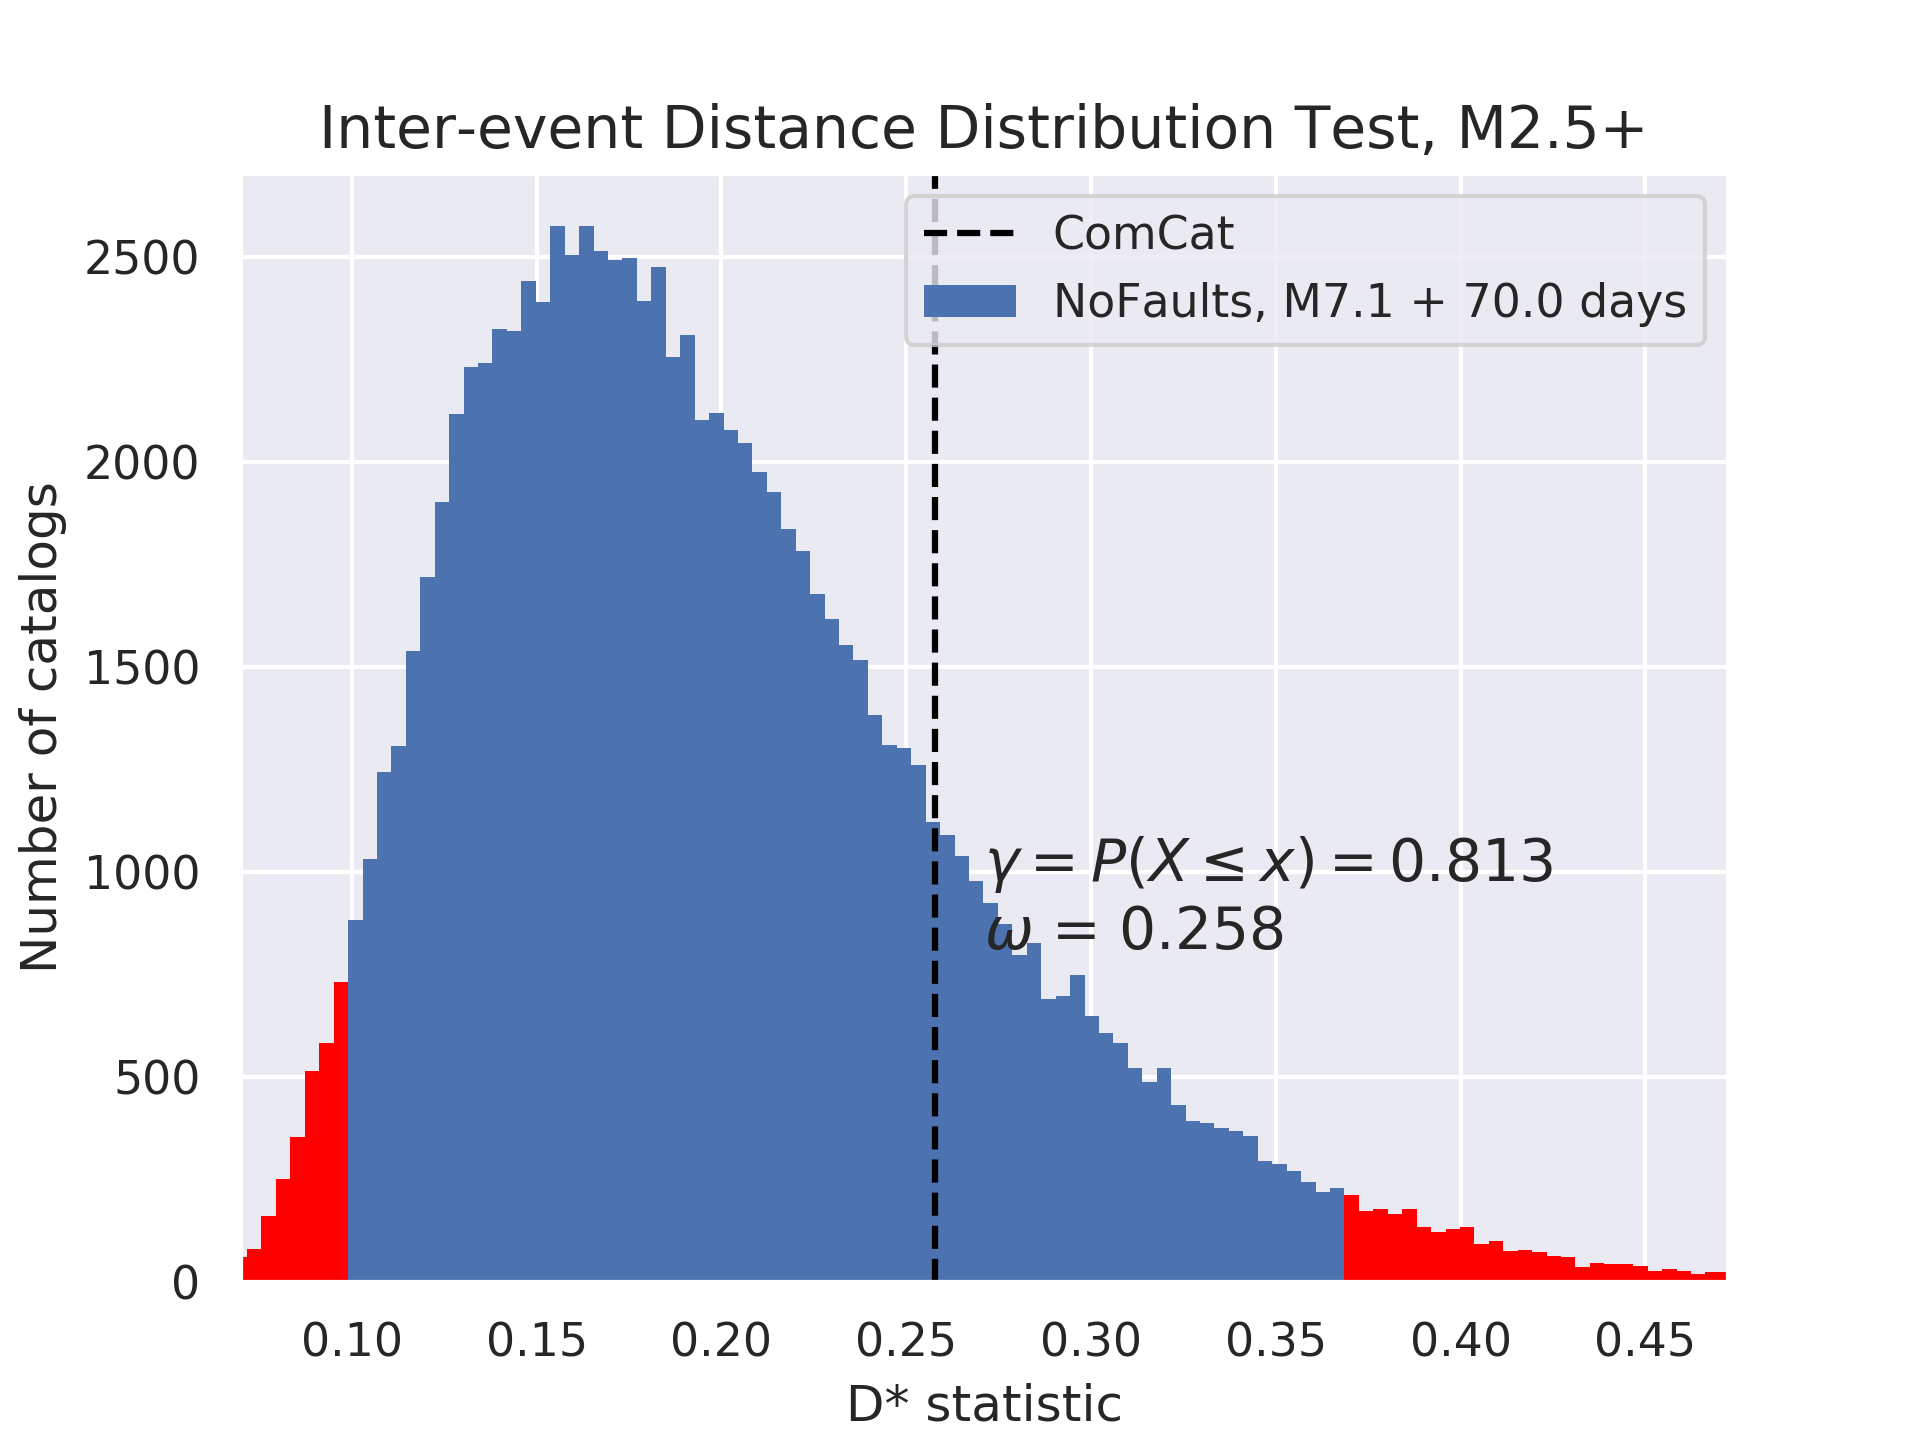 Inter-event Distance Distribution Test, M2.5+
ComCat
NoFaults, M7.1 + 70.0 days
2500
2000
1500
1000
500
0
Number of catalogs
γ = P(X ≤ x) = 0.813
ω = 0.258
0.10 0.15 0.20 0.25 0.30 0.35 0.40 0.45
D* statistic